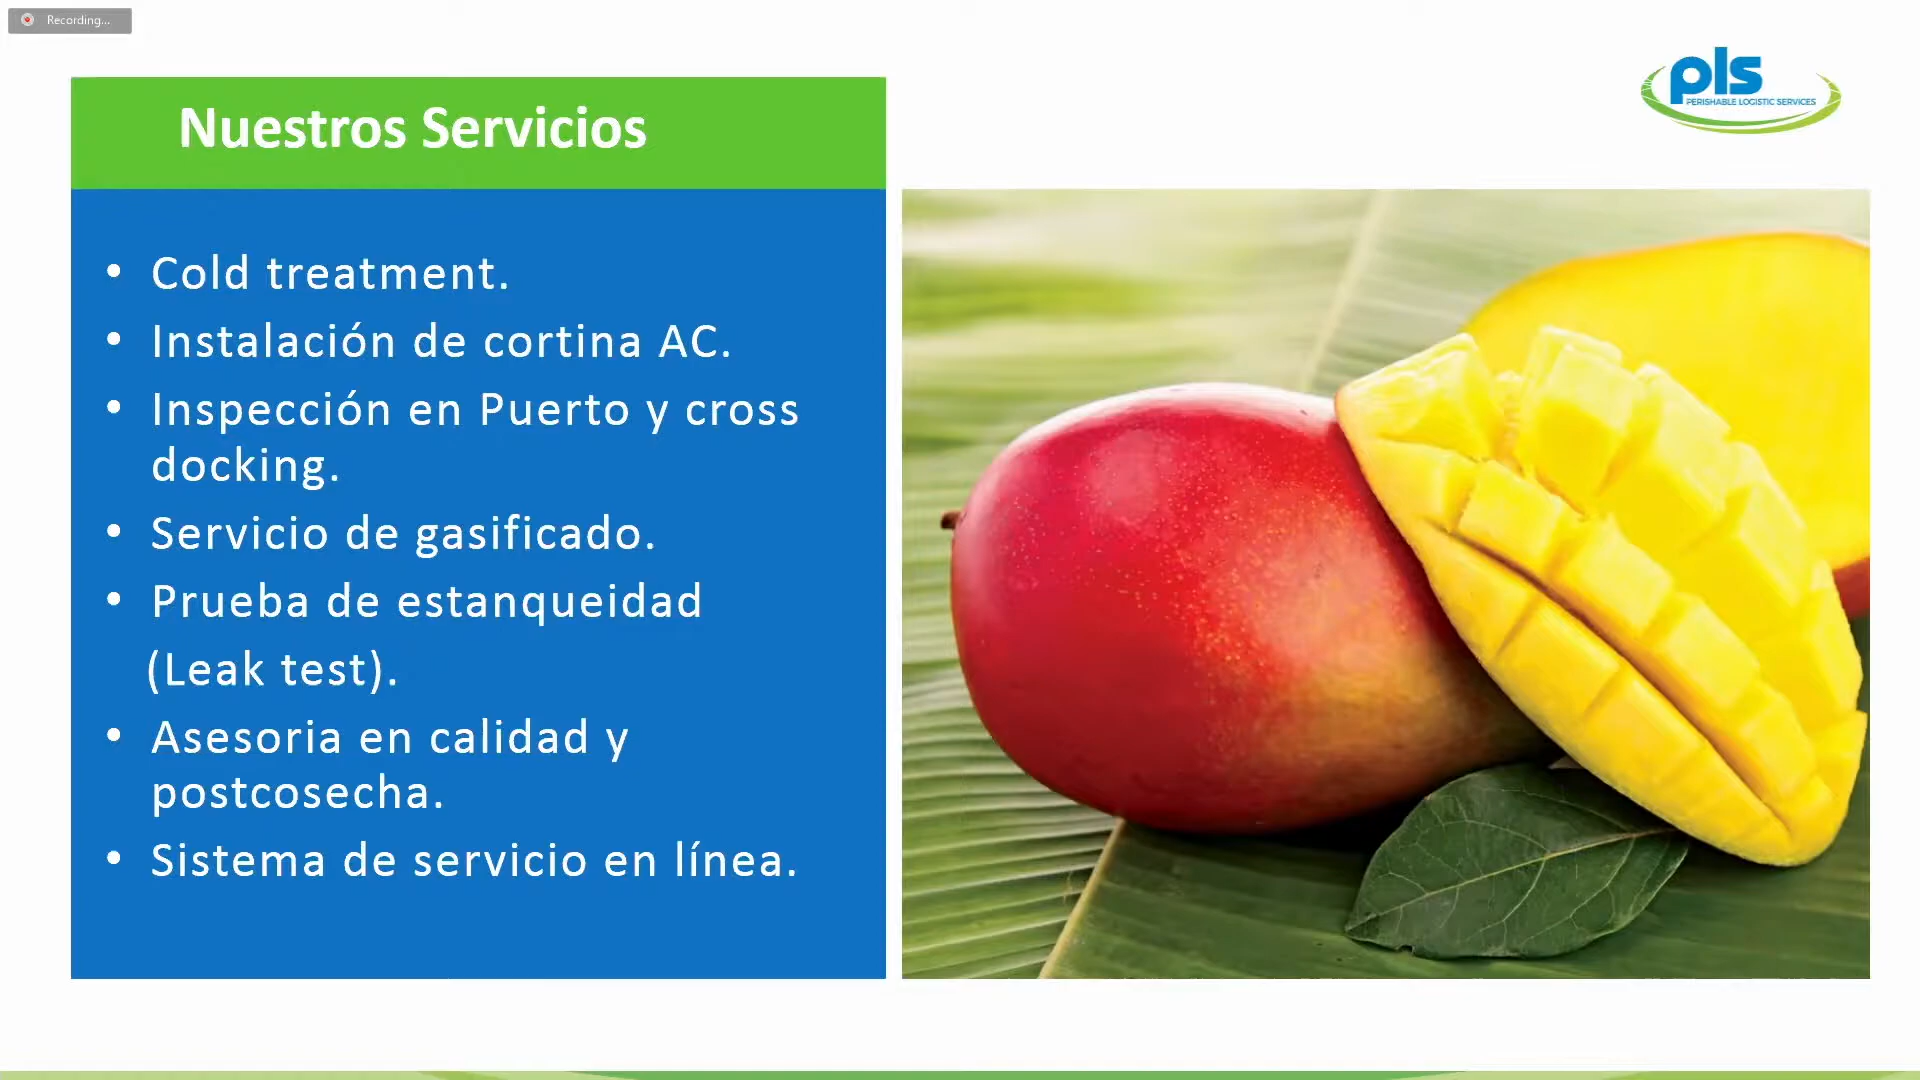 Recording...
pls
PERISHABLE LOGISTIC SERVICES
Nuestros Servicios
• Cold treatment.
• Instalación de cortina AC.
• Inspección en Puerto y cross
docking.
• Servicio de gasificado.
• Prueba de estanqueidad
(Leak test).
• Asesoria en calidad y
postcosecha.
• Sistema de servicio en línea.